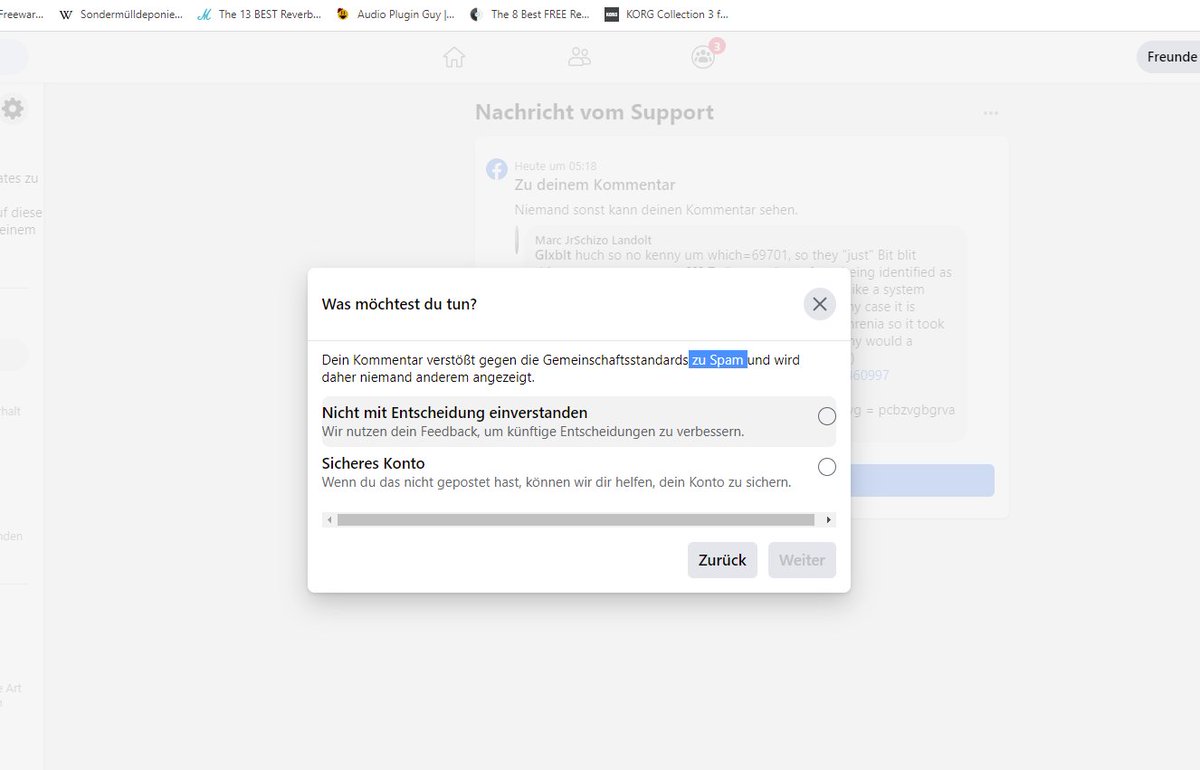 Freewar...
Sondermülldeponie...
The 13 BEST Reverb...
Audio Plugin Guy |...
The 8 Best FREE Re...
KORG
KORG Collection 3 f...
3
Freunde
Nachricht vom Support
ates zu
uf diese
einem
Heute um 05:18
Zu deinem Kommentar
Niemand sonst kann deinen Kommentar sehen.
Marc JrSchizo Landolt
Glxblt huch so no kenny um which=69701, so they "just" Bit blit
eing identified as
ike a system
y case it is
hrenia so it took
ny would a
)
60997
vg = pcbzvgbgrva
Was möchtest du tun?
Dein Kommentar verstößt gegen die Gemeinschaftsstandards zu Spam und wird
daher niemand anderem angezeigt.
Nicht mit Entscheidung einverstanden
Wir nutzen dein Feedback, um künftige Entscheidungen zu verbessern.
Sicheres Konto
Wenn du das nicht gepostet hast, können wir dir helfen, dein Konto zu sichern.
Zurück
Weiter
halt
nden
e Art